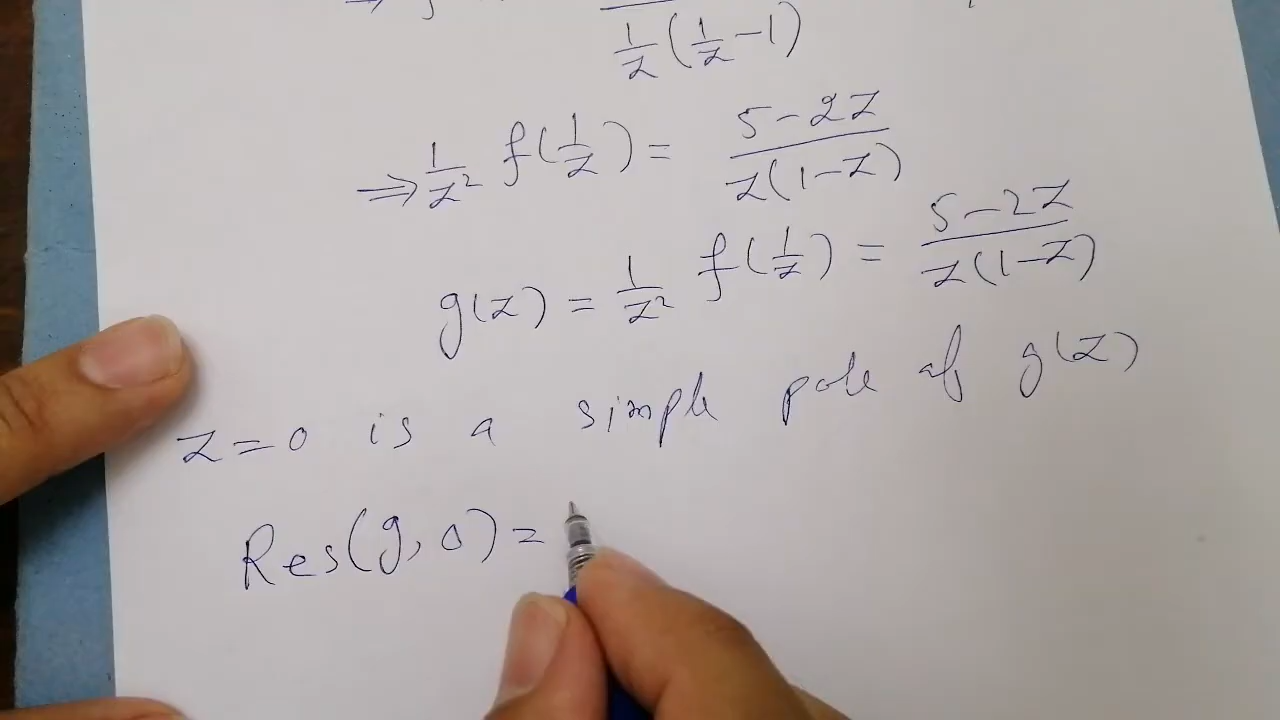 1/z (1/z − 1)
⇒ 1/z² f(1/z) = (5−2z)/(z(1−z))
g(z) = 1/z² f(1/z) = (5−2z)/(z(1−z))
z=0 is a simple pole of g(z)
Res(g, 0) =